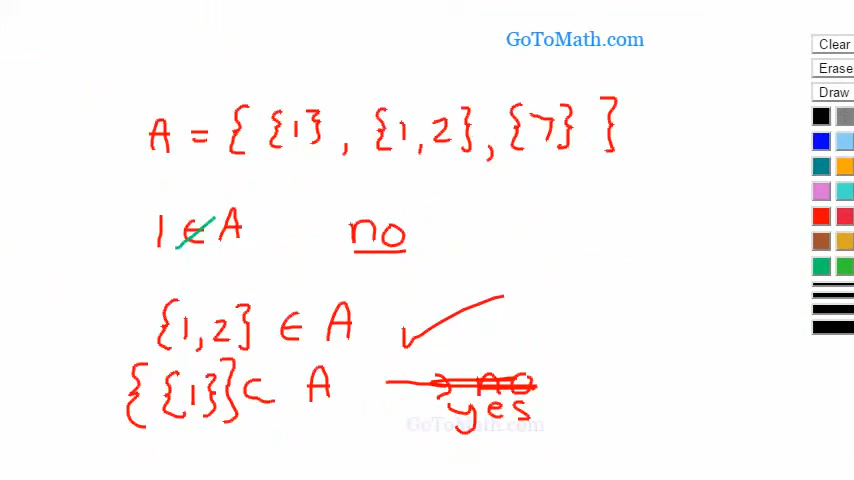 GoToMath.com
Clear
Erase
Draw
A = { {1} , {1,2} , {7} }
1 ∉ A no
{1,2} ∈ A ✓
{{1}} ⊂ A no
yes
GoToMath.com